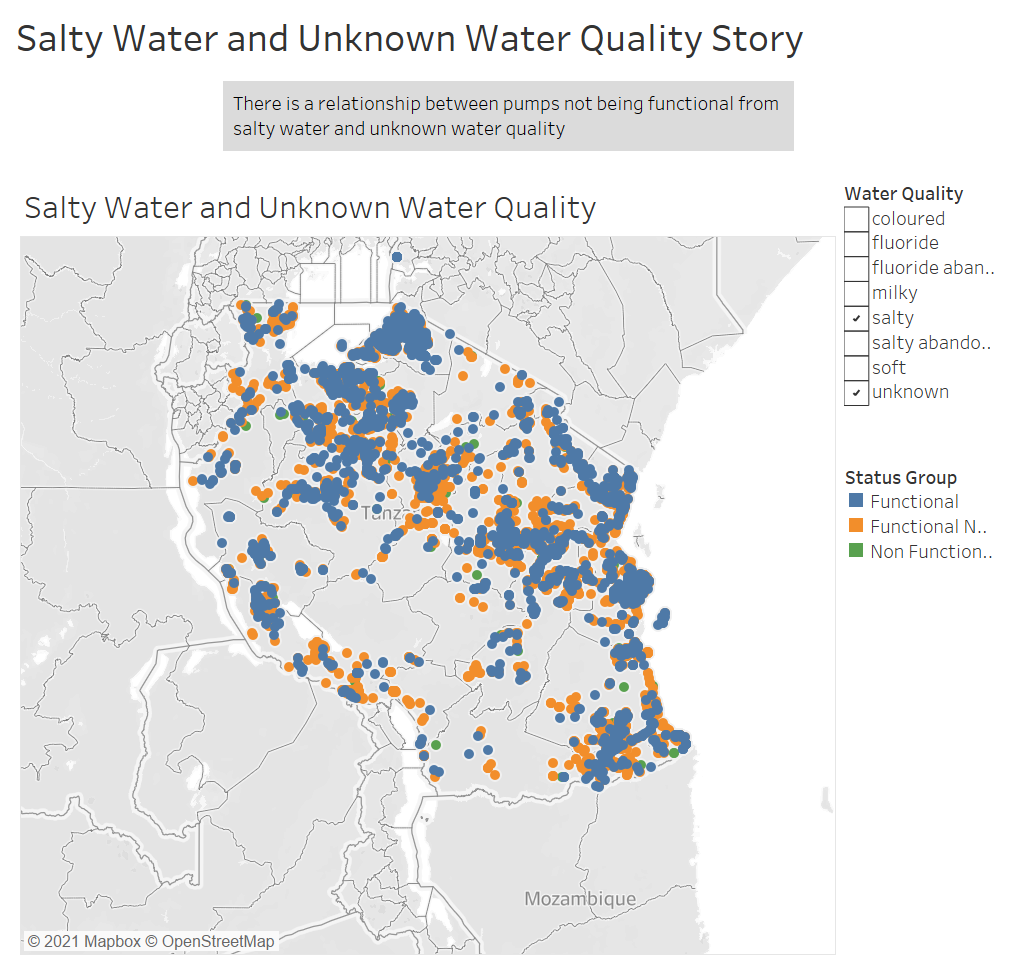 Salty Water and Unknown Water Quality Story
There is a relationship between pumps not being functional from
salty water and unknown water quality
Salty Water and Unknown Water Quality
Water Quality
coloured
fluoride
fluoride aban..
milky
salty
salty abando..
soft
unknown
Status Group
Functional
Functional N..
Non Function..
Mozambique
© 2021 Mapbox © OpenStreetMap